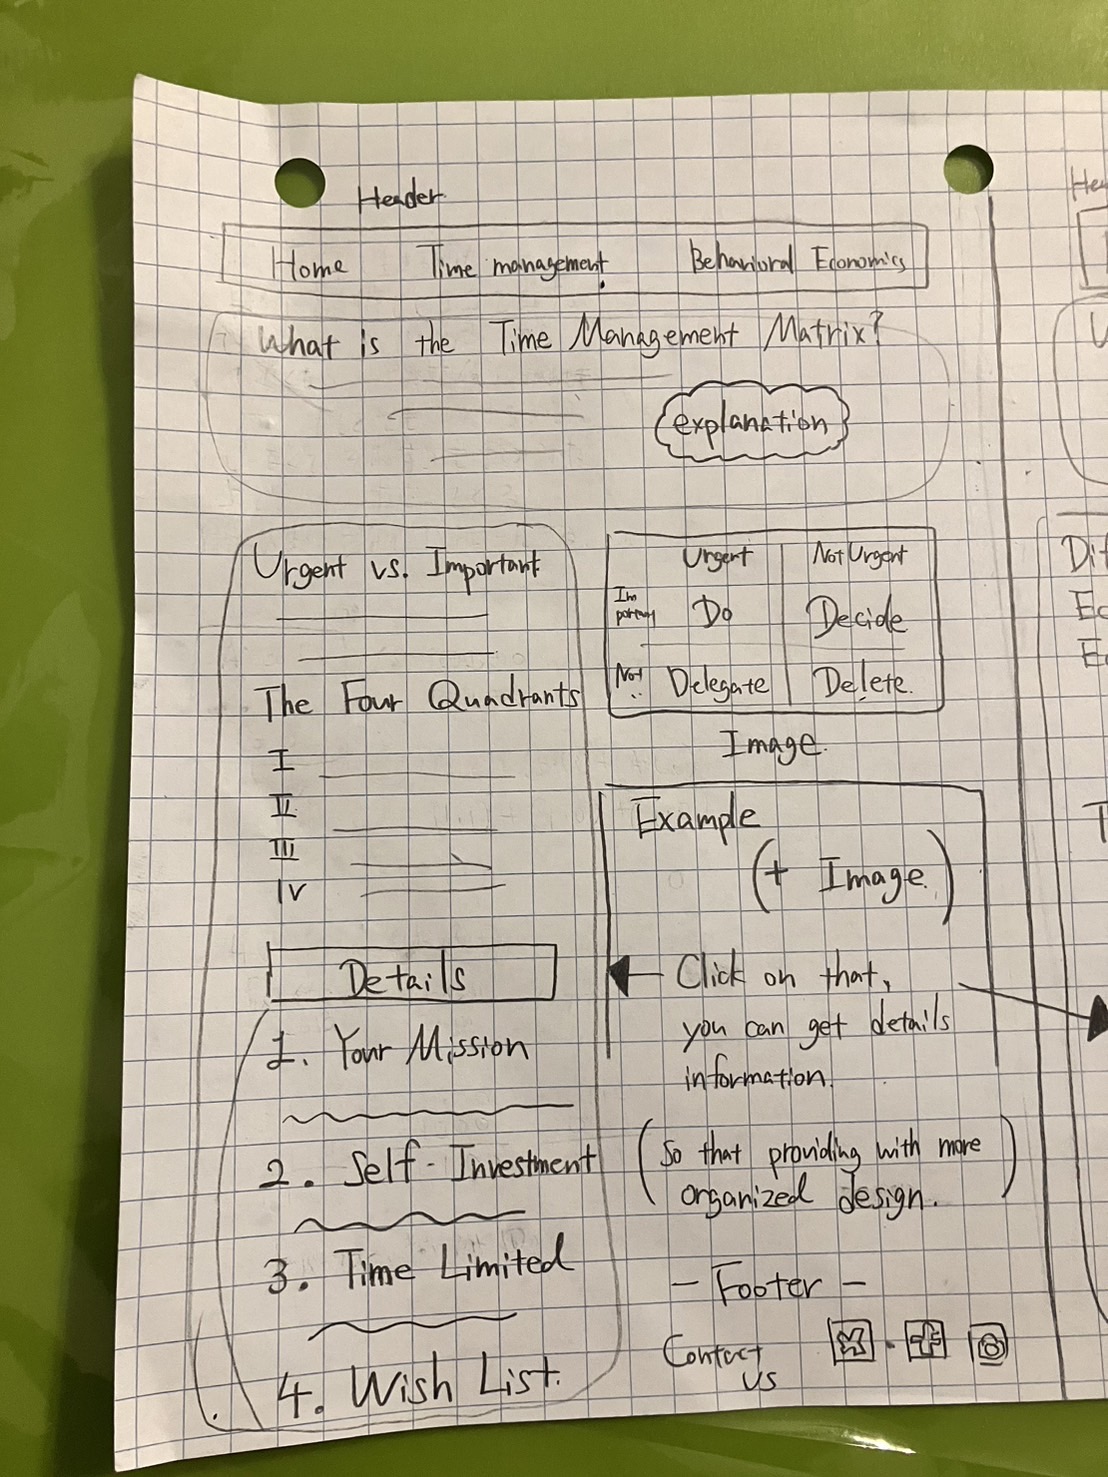 Header
Home Time management Behavioral Economics
What is the Time Management Matrix?
explanation
Urgent vs. Important
The Four Quadrants
I
II
III
IV
Details
1. Your Mission
2. Self-Investment
3. Time Limited
4. Wish List.
Urgent Not Urgent
Im
portant Do Decide
Not
.. Delegate Delete.
Image.
Example
(+ Image)
Click on that,
you can get details
information.
(So that providing with more
organized design.)
- Footer -
Contact
us
He
Di
Ec
T